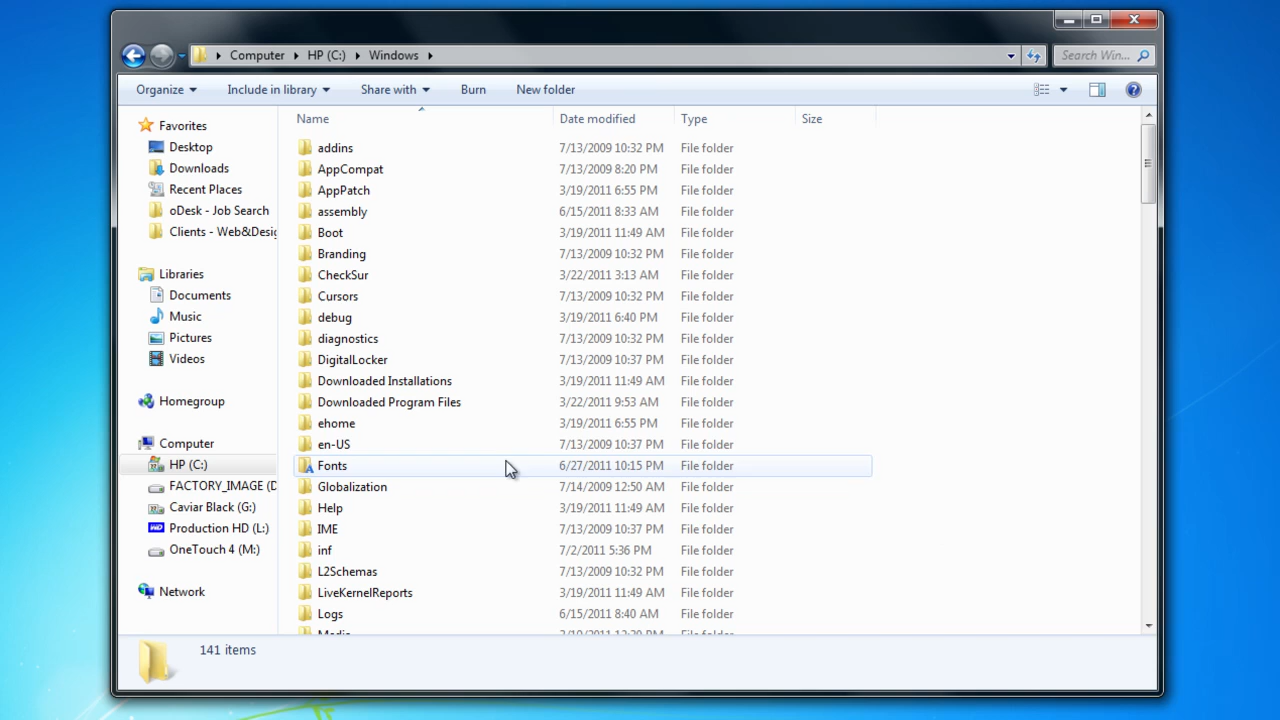 Computer HP (C:) Windows Search Win...
Organize Include in library Share with Burn New folder
Name Date modified Type Size
Favorites
Desktop
Downloads
Recent Places
oDesk - Job Search
Clients - Web&Desig
Libraries
Documents
Music
Pictures
Videos
Homegroup
Computer
HP (C:)
FACTORY_IMAGE (D
Caviar Black (G:)
Production HD (L:)
OneTouch 4 (M:)
Network
addins 7/13/2009 10:32 PM File folder
AppCompat 7/13/2009 8:20 PM File folder
AppPatch 3/19/2011 6:55 PM File folder
assembly 6/15/2011 8:33 AM File folder
Boot 3/19/2011 11:49 AM File folder
Branding 7/13/2009 10:32 PM File folder
CheckSur 3/22/2011 3:13 AM File folder
Cursors 7/13/2009 10:32 PM File folder
debug 3/19/2011 6:40 PM File folder
diagnostics 7/13/2009 10:32 PM File folder
DigitalLocker 7/13/2009 10:37 PM File folder
Downloaded Installations 3/19/2011 11:49 AM File folder
Downloaded Program Files 3/22/2011 9:53 AM File folder
ehome 3/19/2011 6:55 PM File folder
en-US 7/13/2009 10:37 PM File folder
Fonts 6/27/2011 10:15 PM File folder
Globalization 7/14/2009 12:50 AM File folder
Help 3/19/2011 11:49 AM File folder
IME 7/13/2009 10:37 PM File folder
inf 7/2/2011 5:36 PM File folder
L2Schemas 7/13/2009 10:32 PM File folder
LiveKernelReports 3/19/2011 11:49 AM File folder
Logs 6/15/2011 8:40 AM File folder
141 items